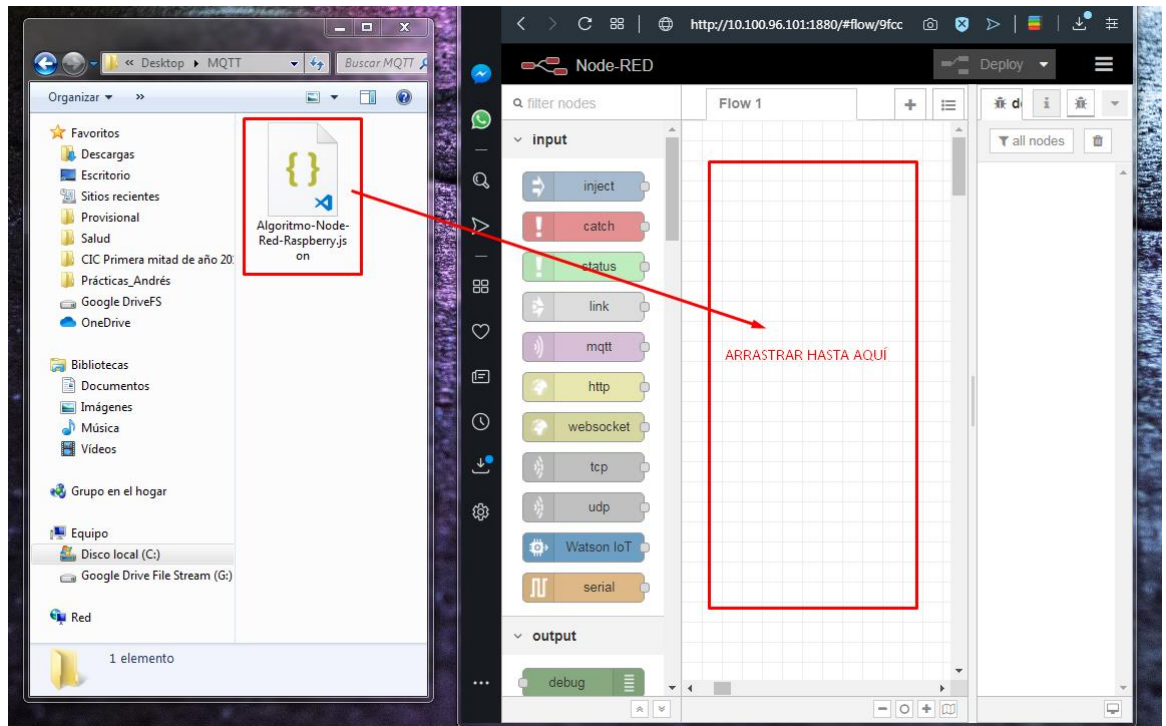 « Desktop ▸ MQTT
Buscar MQTT
Organizar
»
Favoritos
Descargas
Escritorio
Sitios recientes
Provisional
Salud
CIC Primera mitad de año 20
Prácticas_Andrés
Google DriveFS
OneDrive
Bibliotecas
Documentos
Imágenes
Música
Vídeos
Grupo en el hogar
Equipo
Disco local (C:)
Google Drive File Stream (G:)
Red
Algoritmo-Node-
Red-Raspberry.js
on
1 elemento
http://10.100.96.101:1880/#flow/9fcc
Node-RED
Deploy
filter nodes
input
inject
catch
status
link
mqtt
http
websocket
tcp
udp
Watson IoT
serial
output
debug
Flow 1
ARRASTRAR HASTA AQUÍ
d
i
all nodes